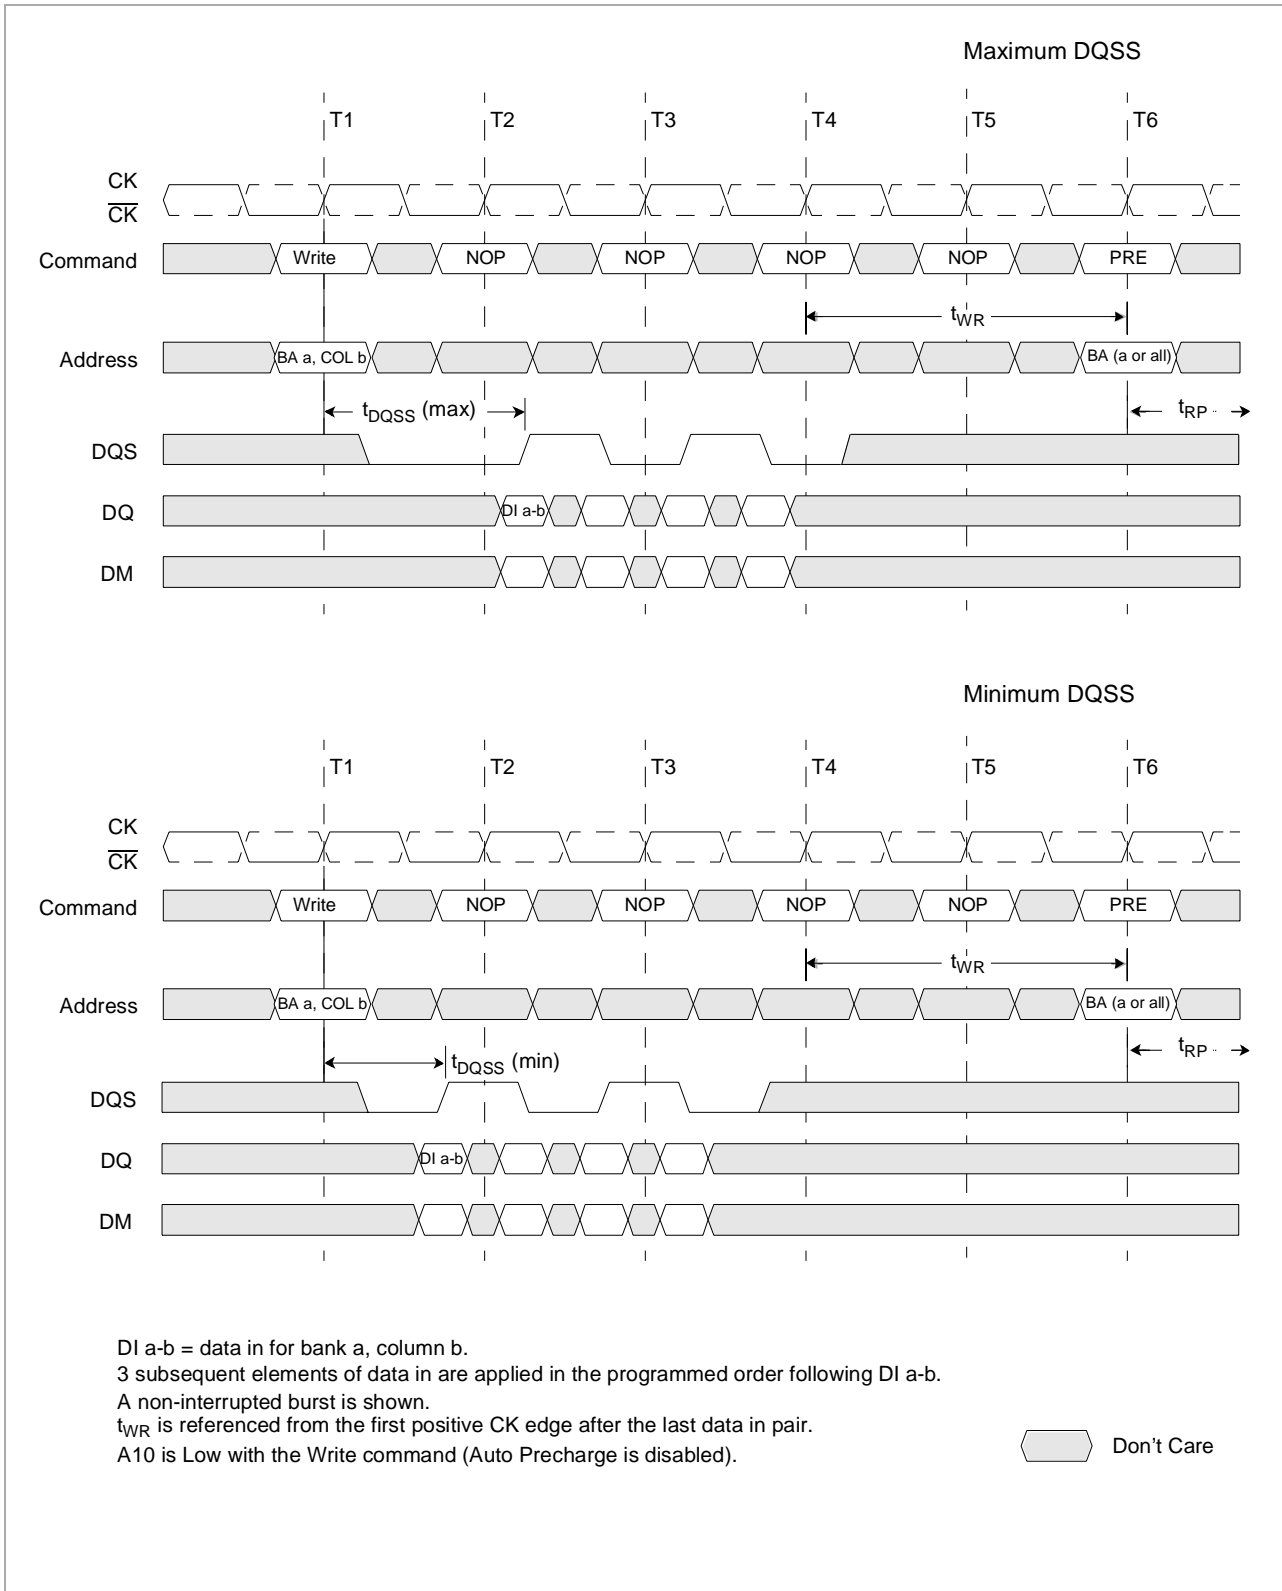 Maximum DQSS
T1 T2 T3 T4 T5 T6
CK
CK
Command Write NOP NOP NOP NOP PRE
tWR
Address BA a, COL b BA (a or all)
tDQSS (max) tRP
DQS
DQ DI a-b
DM
Minimum DQSS
T1 T2 T3 T4 T5 T6
CK
CK
Command Write NOP NOP NOP NOP PRE
tWR
Address BA a, COL b BA (a or all)
tDQSS (min) tRP
DQS
DQ DI a-b
DM
DI a-b = data in for bank a, column b.
3 subsequent elements of data in are applied in the programmed order following DI a-b.
A non-interrupted burst is shown.
tWR is referenced from the first positive CK edge after the last data in pair.
A10 is Low with the Write command (Auto Precharge is disabled).
Don't Care